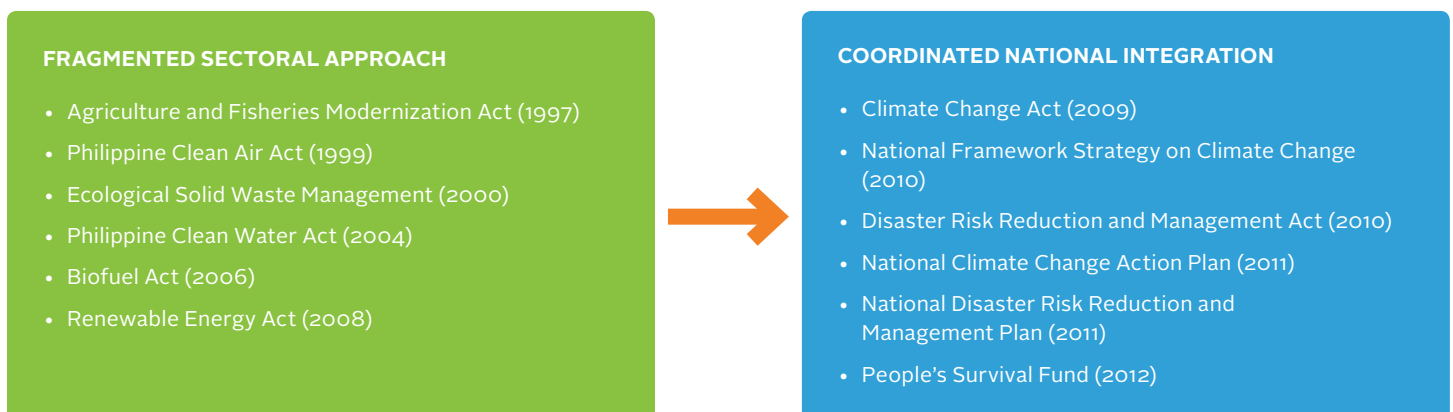 FRAGMENTED SECTORAL APPROACH
• Agriculture and Fisheries Modernization Act (1997)
• Philippine Clean Air Act (1999)
• Ecological Solid Waste Management (2000)
• Philippine Clean Water Act (2004)
• Biofuel Act (2006)
• Renewable Energy Act (2008)
COORDINATED NATIONAL INTEGRATION
• Climate Change Act (2009)
• National Framework Strategy on Climate Change
(2010)
• Disaster Risk Reduction and Management Act (2010)
• National Climate Change Action Plan (2011)
• National Disaster Risk Reduction and
Management Plan (2011)
• People’s Survival Fund (2012)